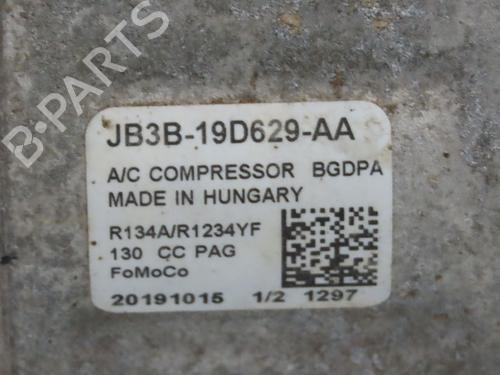 JB3B-19D629-AA
A/C COMPRESSOR BGDPA
MADE IN HUNGARY
R134A/R1234YF
130 CC PAG
FoMoCo
20191015 1/2 1297
B-PARTS